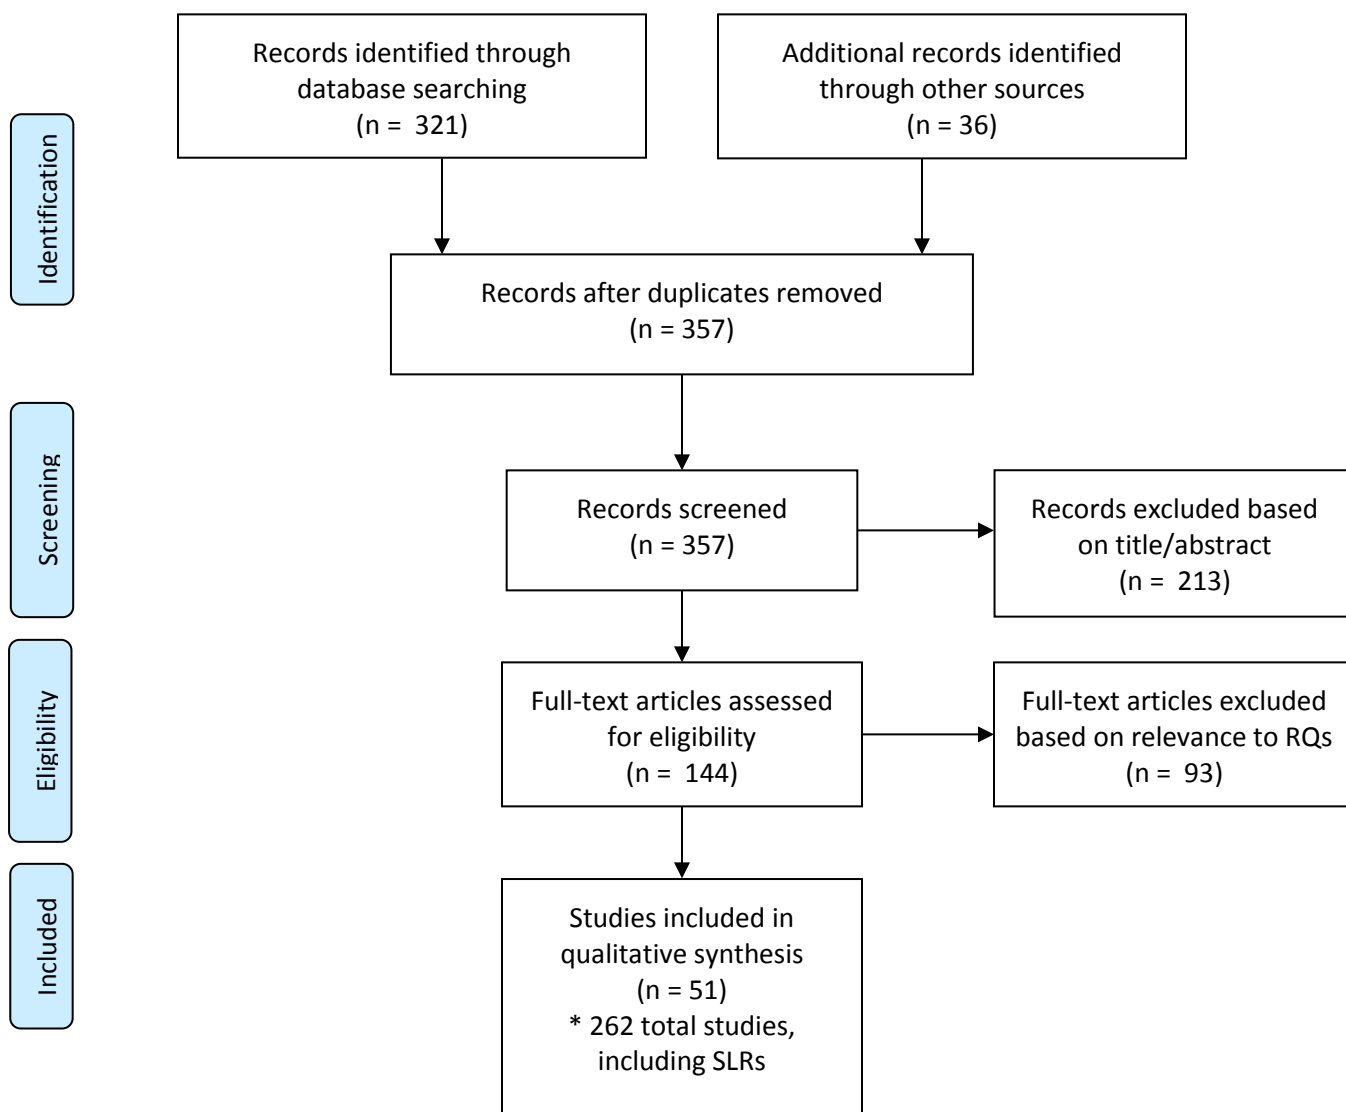 Records identified through
database searching
(n =  321)
Additional records identified
through other sources
(n = 36)
Identification
Records after duplicates removed
(n = 357)
Screening
Records screened
(n = 357)
Records excluded based
on title/abstract
(n =  213)
Eligibility
Full-text articles assessed
for eligibility
(n =  144)
Full-text articles excluded
based on relevance to RQs
(n =  93)
Included
Studies included in
qualitative synthesis
(n = 51)
* 262 total studies,
including SLRs